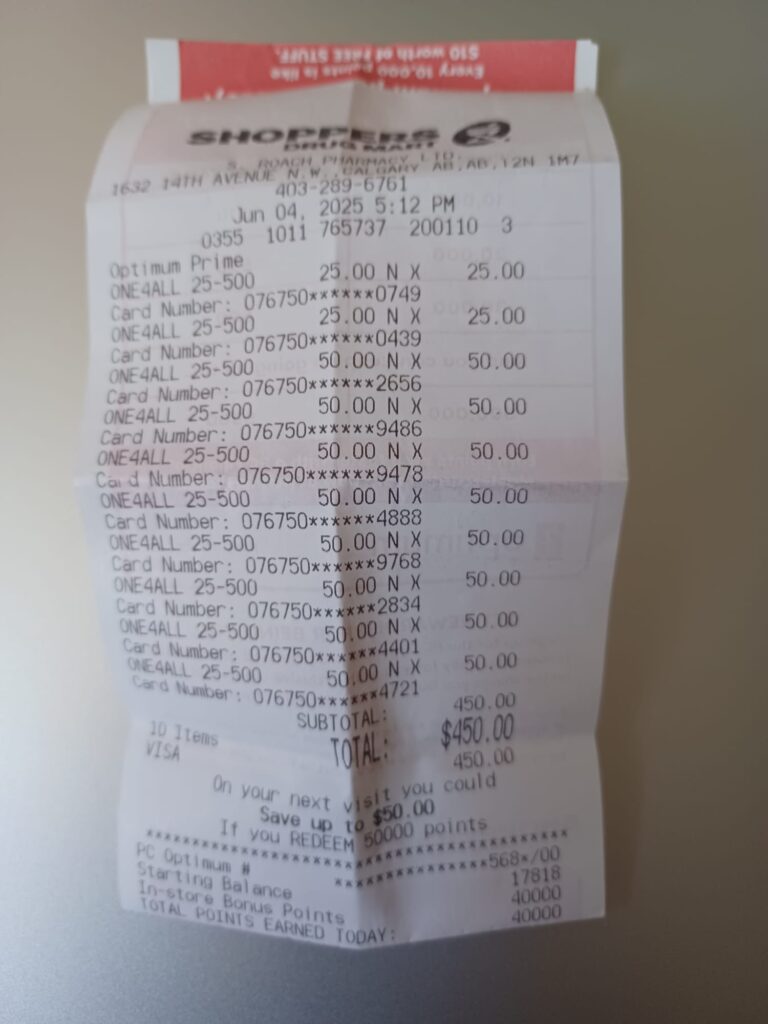 $10 worth of FREE STUFF.
Every 10,000 points is like
SHOPPERS
DRUG MART
S. ROACH PHARMACY LTD.
1632 14TH AVENUE N.W., CALGARY AB, AB, T2N 1M7
403-289-6761
Jun 04, 2025 5:12 PM
0355 1011 765737 200110 3
Optimum Prime
ONE4ALL 25-500 25.00 N X 25.00
Card Number: 076750******0749
ONE4ALL 25-500 25.00 N X 25.00
Card Number: 076750******0439
ONE4ALL 25-500 50.00 N X 50.00
Card Number: 076750******2656
ONE4ALL 25-500 50.00 N X 50.00
Card Number: 076750******9486
ONE4ALL 25-500 50.00 N X 50.00
Card Number: 076750******9478
ONE4ALL 25-500 50.00 N X 50.00
Card Number: 076750******4888
ONE4ALL 25-500 50.00 N X 50.00
Card Number: 076750******9768
ONE4ALL 25-500 50.00 N X 50.00
Card Number: 076750******2834
ONE4ALL 25-500 50.00 N X 50.00
Card Number: 076750******4401
ONE4ALL 25-500 50.00 N X 50.00
Card Number: 076750******4721
SUBTOTAL: 450.00
10 Items TOTAL: $450.00
VISA 450.00
On your next visit you could
Save up to $50.00
If you REDEEM 50000 points
****************************************
PC Optimum # ************568*/00
Starting Balance 17818
In-store Bonus Points 40000
TOTAL POINTS EARNED TODAY: 40000